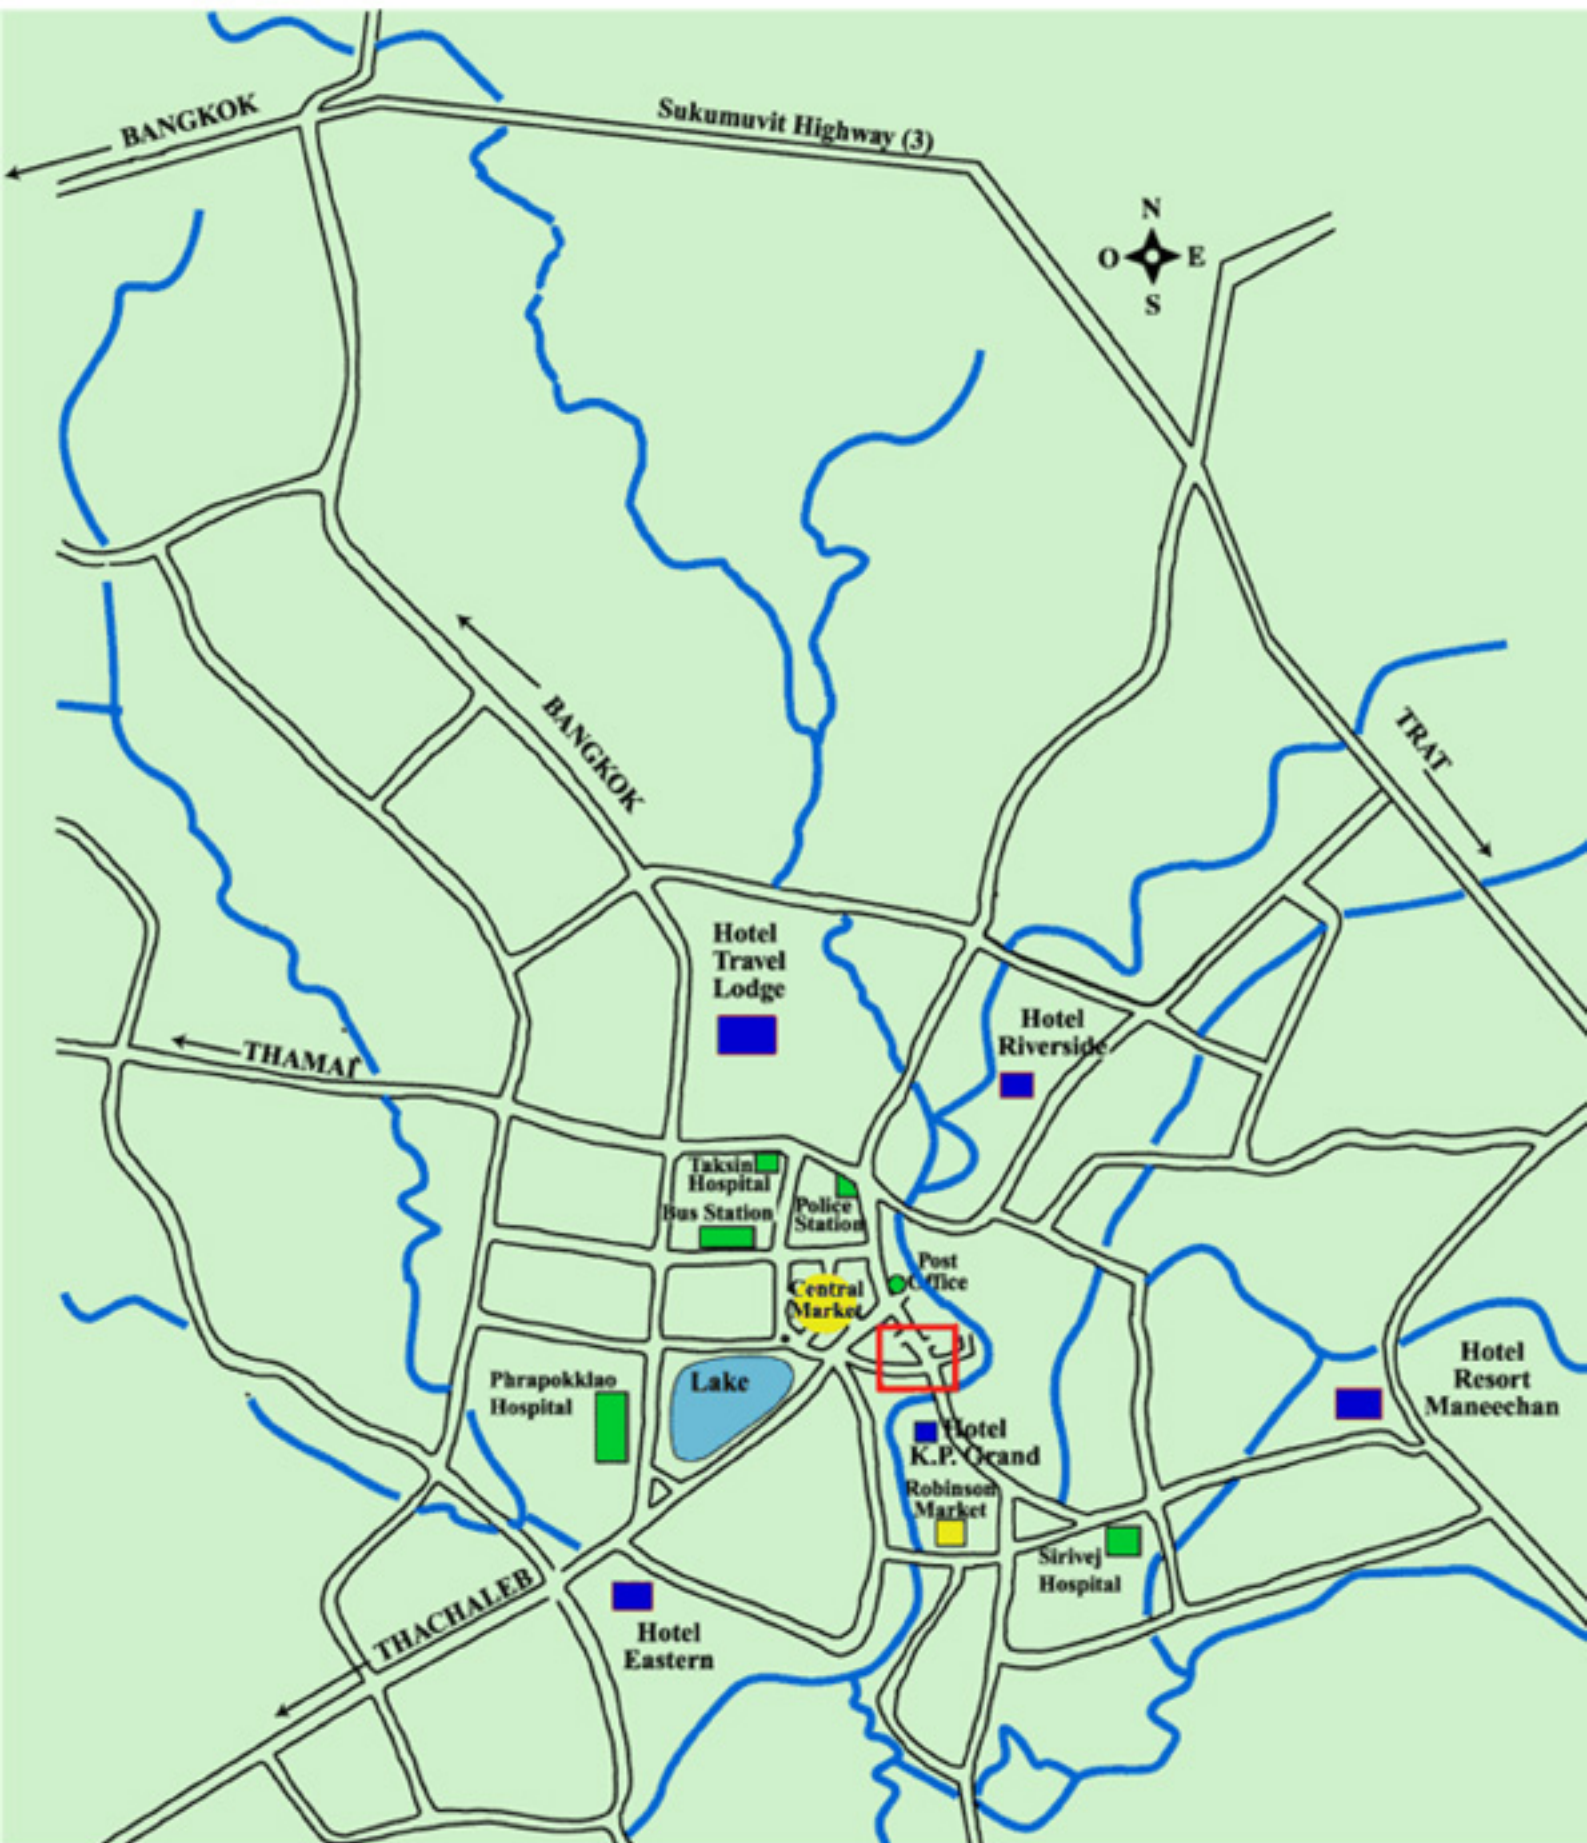 BANGKOK
Sukumuvit Highway (3)
N
O E
S
BANGKOK
TRAT
Hotel
Travel
Lodge
Hotel
Riverside
THAMAI
Taksin
Hospital
Bus Station
Police
Station
Post
Office
Central
Market
Phrapokklao
Hospital
Lake
Hotel
Resort
Maneechan
Hotel
K.P. Grand
Robinson
Market
Sirivej
Hospital
THACHALEB
Hotel
Eastern